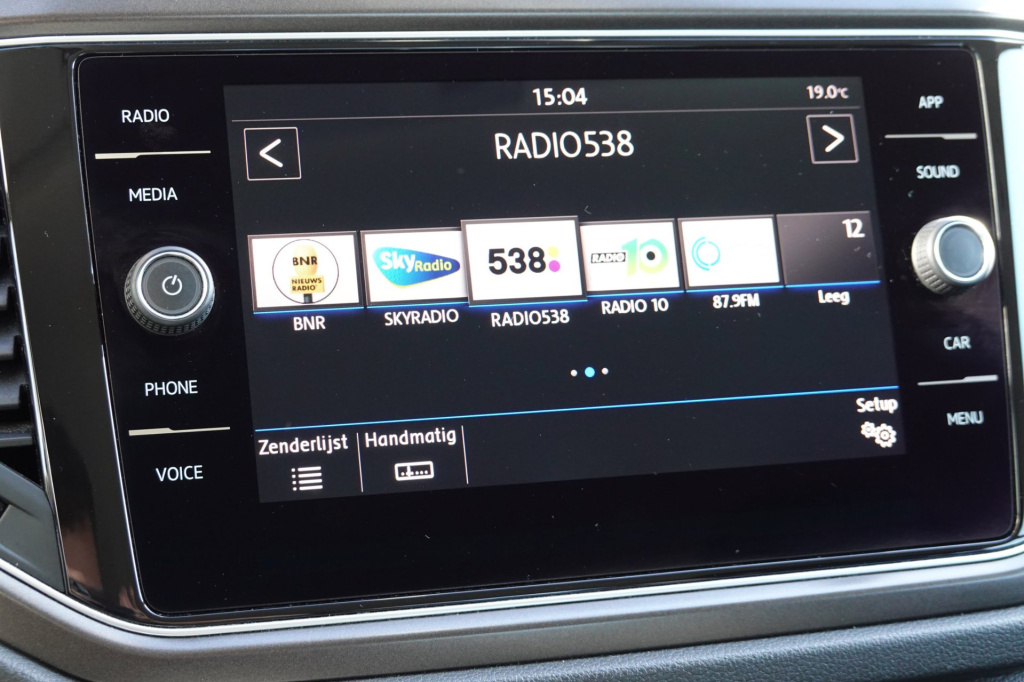 15:04
19.0°C
RADIO
MEDIA
PHONE
VOICE
<
RADIO538
>
BNR
NIEUWS
RADIO
Sky Radio
538
RADIO 10
12
BNR
SKYRADIO
RADIO538
RADIO 10
87.9FM
Leeg
Zenderlijst
Handmatig
Setup
APP
SOUND
CAR
MENU